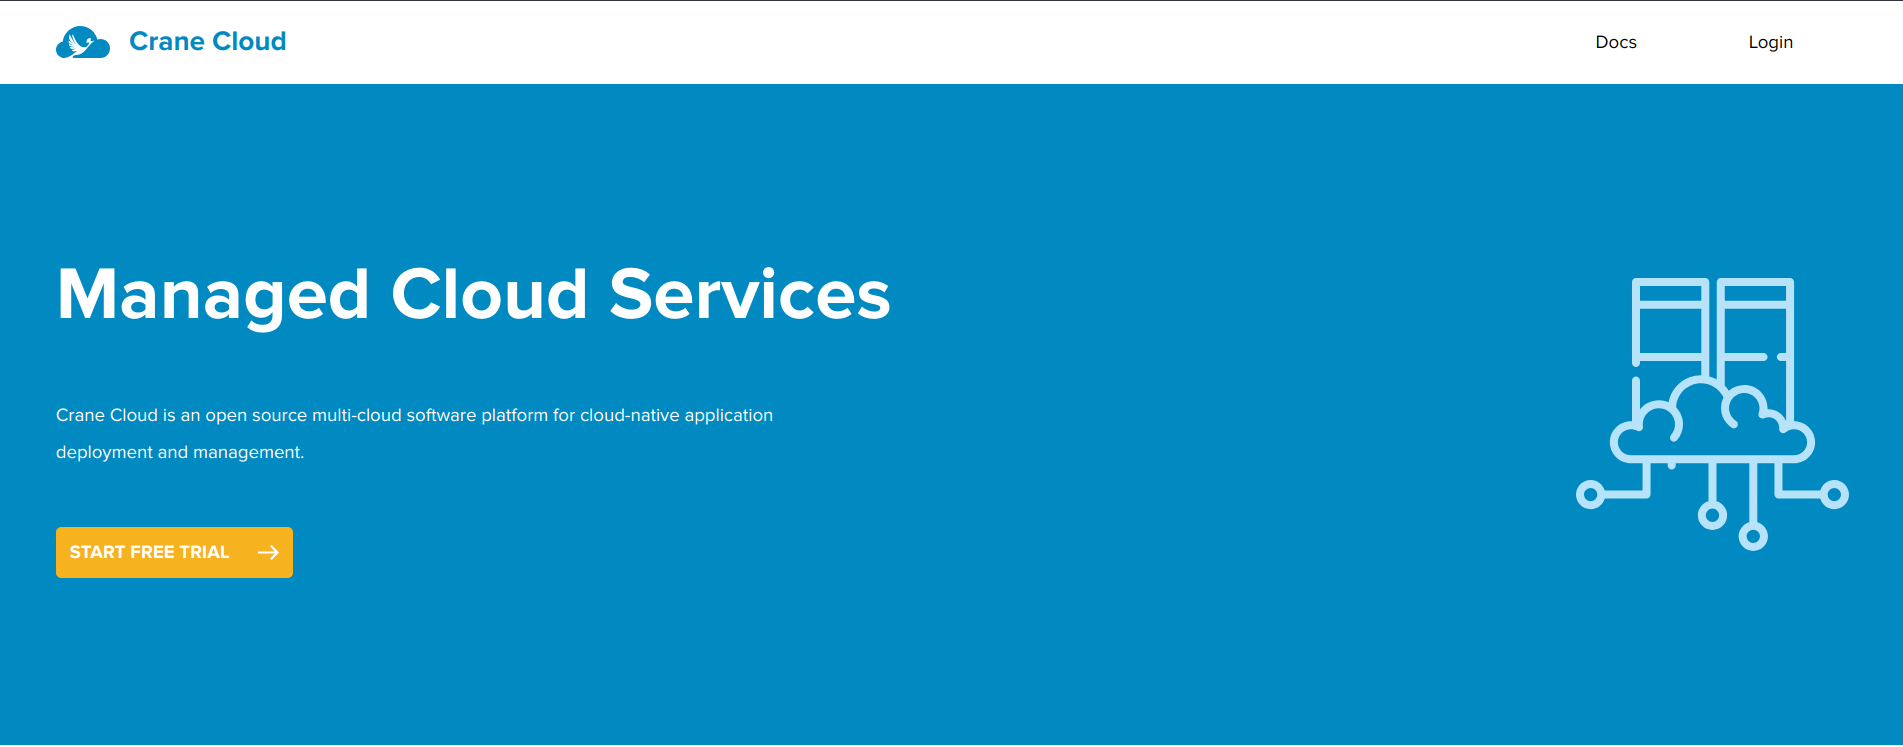 Crane Cloud
Docs
Login
Managed Cloud Services
Crane Cloud is an open source multi-cloud software platform for cloud-native application
deployment and management.
START FREE TRIAL